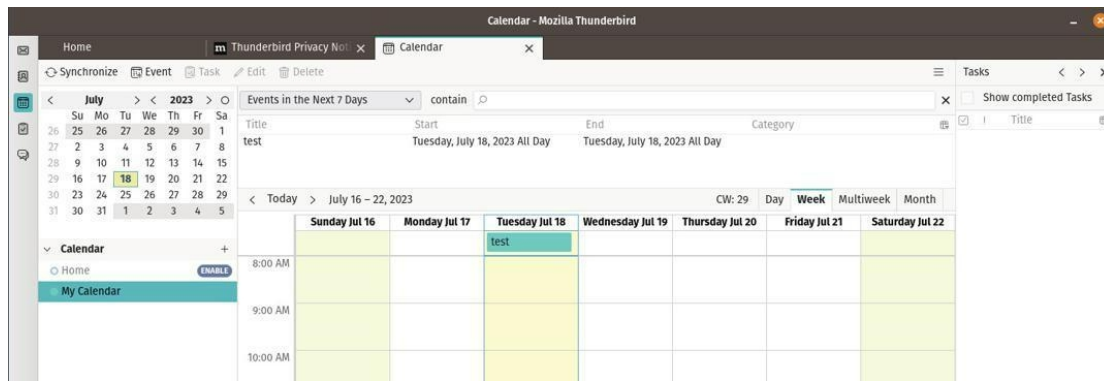 Calendar - Mozilla Thunderbird
Home
m Thunderbird Privacy Noti
Calendar
Synchronize Event Task Edit Delete
Tasks
July 2023
Events in the Next 7 Days contain
Show completed Tasks
Su Mo Tu We Th Fr Sa
Title Start End Category
! Title
26 25 26 27 28 29 30 1
test Tuesday, July 18, 2023 All Day Tuesday, July 18, 2023 All Day
27 2 3 4 5 6 7 8
28 9 10 11 12 13 14 15
29 16 17 18 19 20 21 22
30 23 24 25 26 27 28 29
31 30 31 1 2 3 4 5
Today July 16 – 22, 2023 CW: 29 Day Week Multiweek Month
Sunday Jul 16 Monday Jul 17 Tuesday Jul 18 Wednesday Jul 19 Thursday Jul 20 Friday Jul 21 Saturday Jul 22
test
Calendar
Home ENABLE
My Calendar
8:00 AM
9:00 AM
10:00 AM